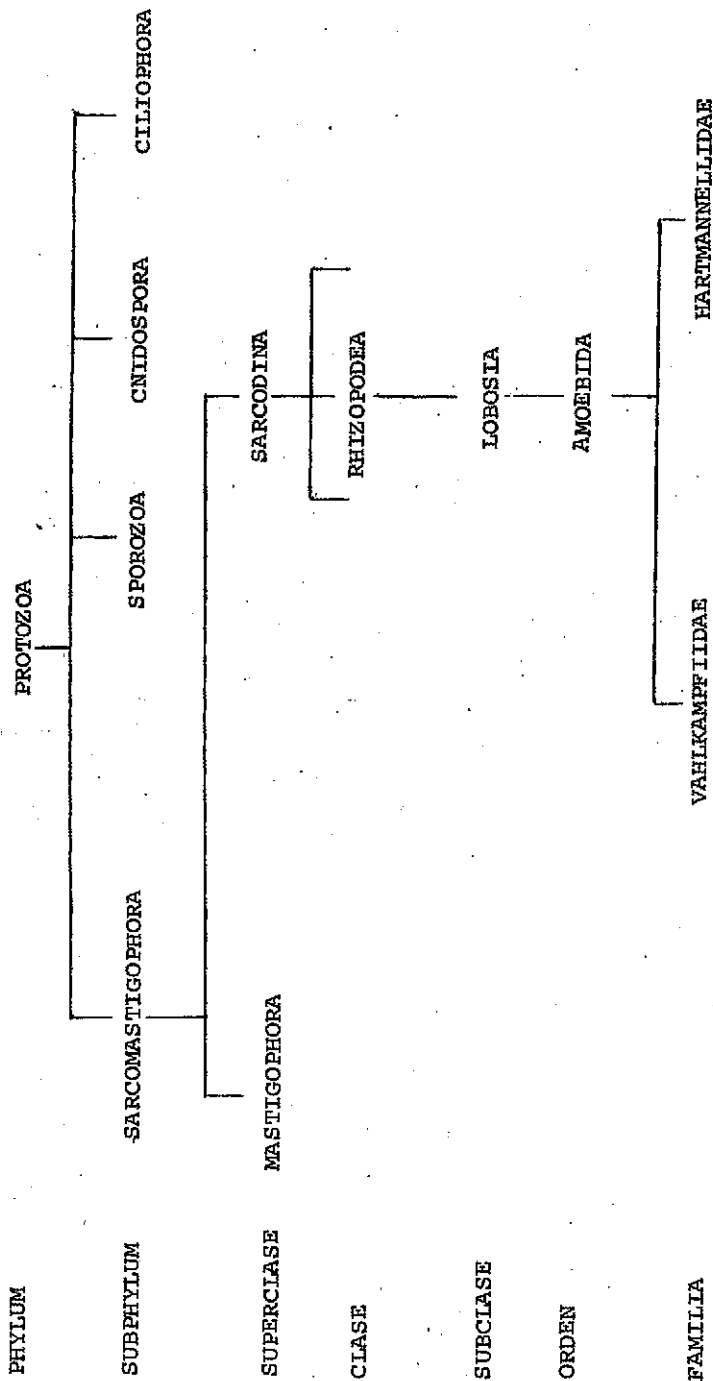 PHYLUM PROTOZOA
SUBPHYLUM SARCOMASTIGOPHORA SPOROZOA CNIDOSPORA CILIOPHORA
SUPERCLASE MASTIGOPHORA SARCODINA
CLASE RHIZOPODEA
SUBCLASE LOBOSIA
ORDEN AMOEBIDA
FAMILIA VAHLKAMPFIIDAE HARTMANNELLIDAE